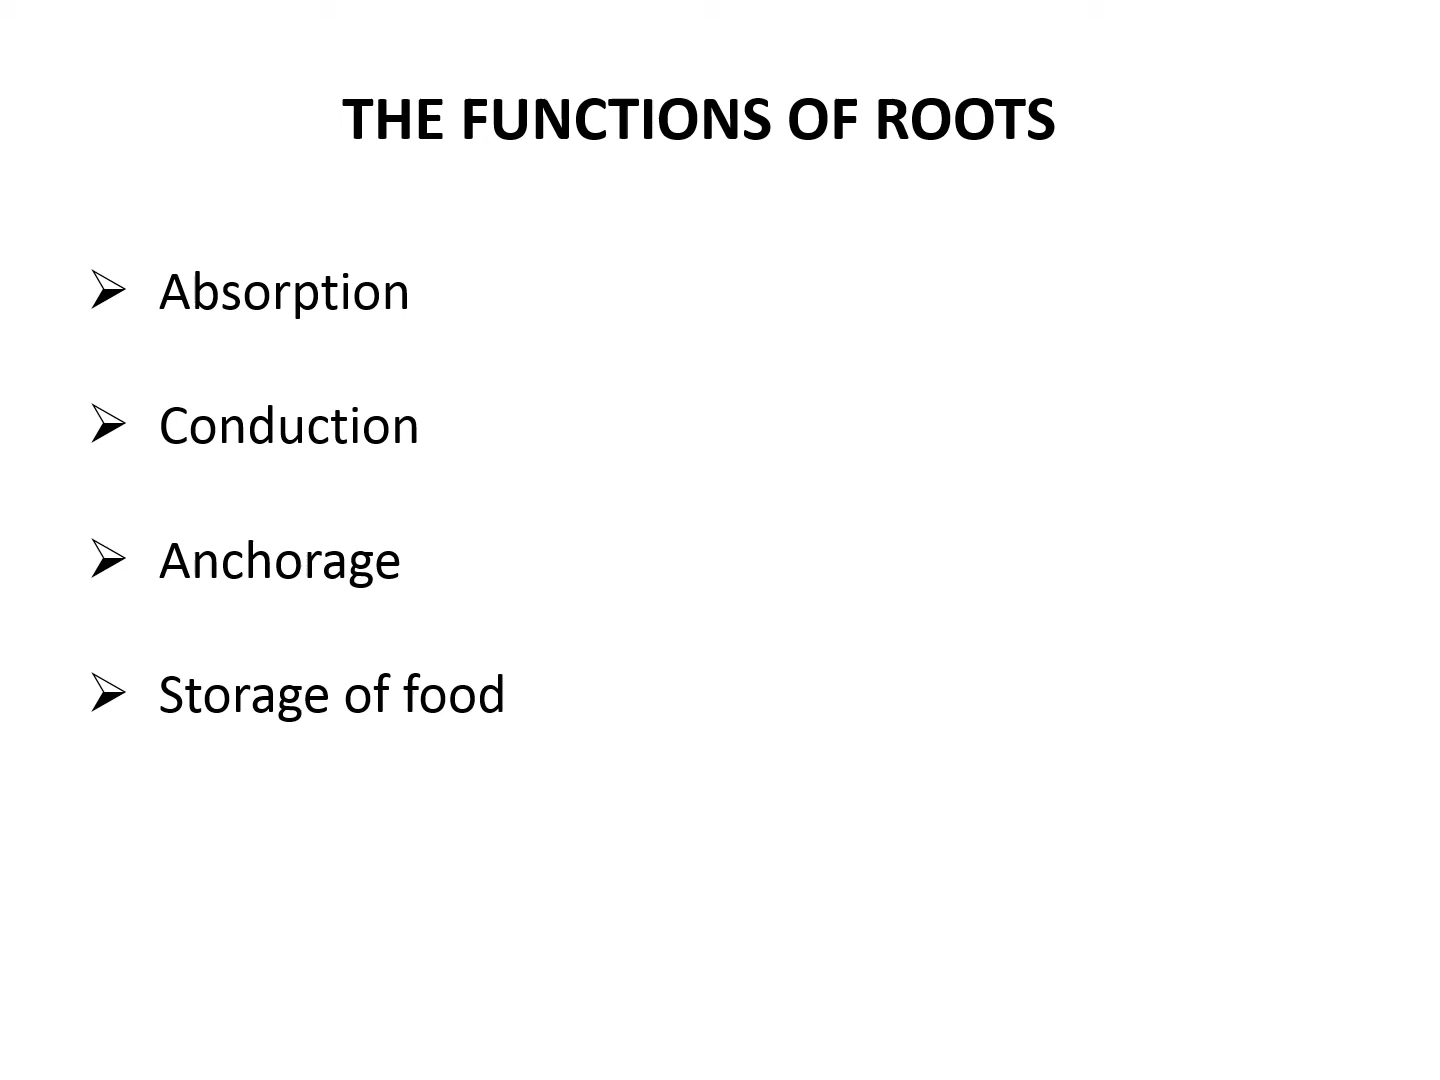 THE FUNCTIONS OF ROOTS
➢ Absorption
➢ Conduction
➢ Anchorage
➢ Storage of food